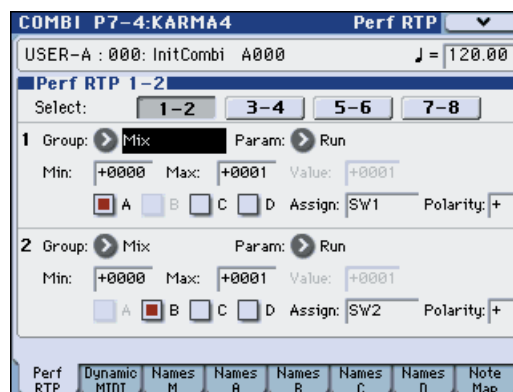 COMBI P7-4:KARMA4 Perf RTP
USER-A : 000: InitCombi A000 ♩ = 120.00
Perf RTP 1-2
Select: 1-2 3-4 5-6 7-8
1 Group: Mix Param: Run
Min: +0000 Max: +0001 Value: +0001
A B C D Assign: SW1 Polarity: +
2 Group: Mix Param: Run
Min: +0000 Max: +0001 Value: +0001
A B C D Assign: SW2 Polarity: +
Perf RTP Dynamic MIDI Names M Names A Names B Names C Names D Note Map